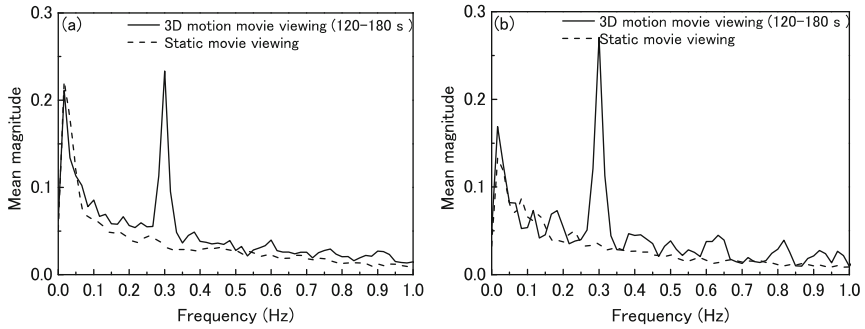 (a)
3D motion movie viewing (120-180 s )
Static movie viewing
0.3
0.2
0.1
0.0
Mean magnitude
0.0 0.1 0.2 0.3 0.4 0.5 0.6 0.7 0.8 0.9 1.0
Frequency (Hz)
(b)
3D motion movie viewing (120-180 s )
Static movie viewing
0.3
0.2
0.1
0.0
Mean magnitude
0.0 0.1 0.2 0.3 0.4 0.5 0.6 0.7 0.8 0.9 1.0
Frequency (Hz)